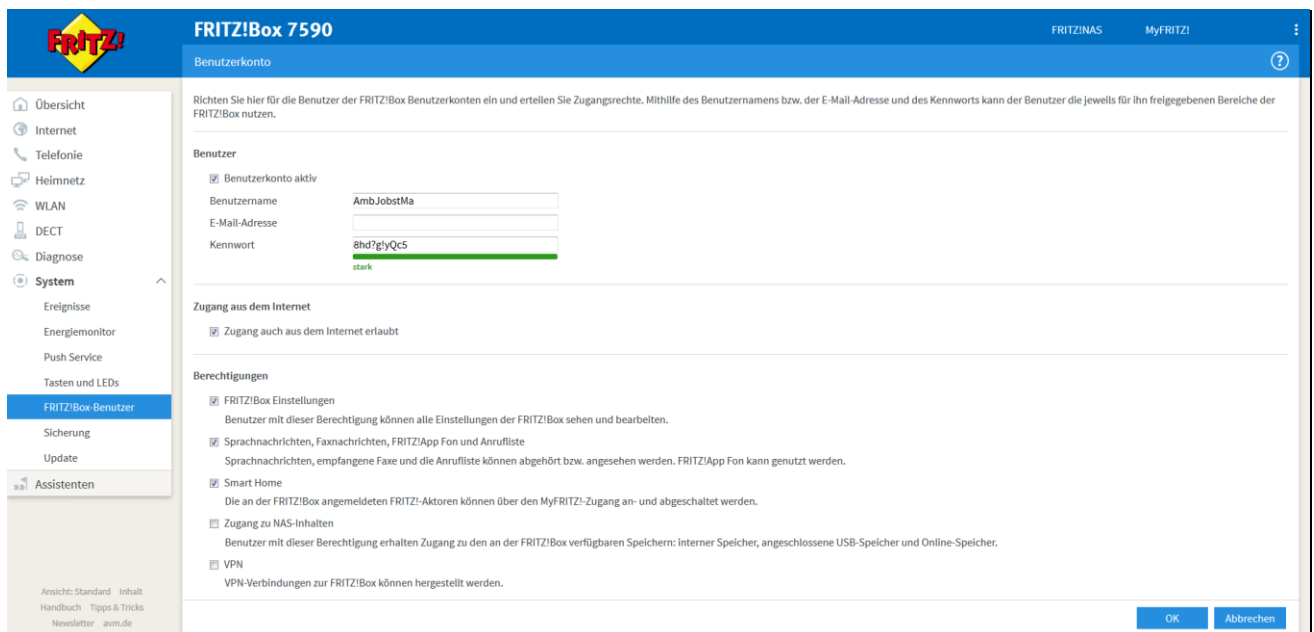 FRITZ!
FRITZ!Box 7590
FRITZ!NAS
MyFRITZ!
Benutzerkonto
?
Übersicht
Internet
Telefonie
Heimnetz
WLAN
DECT
Diagnose
System
Ereignisse
Energiemonitor
Push Service
Tasten und LEDs
FRITZ!Box-Benutzer
Sicherung
Update
Assistenten
Ansicht: Standard Inhalt
Handbuch Tipps & Tricks
Newsletter avm.de
Richten Sie hier für die Benutzer der FRITZ!Box Benutzerkonten ein und erteilen Sie Zugangsrechte. Mithilfe des Benutzernamens bzw. der E-Mail-Adresse und des Kennworts kann der Benutzer die jeweils für ihn freigegebenen Bereiche der
FRITZ!Box nutzen.
Benutzer
Benutzerkonto aktiv
Benutzername AmbJobstMa
E-Mail-Adresse
Kennwort 8hd?g!yQc5
stark
Zugang aus dem Internet
Zugang auch aus dem Internet erlaubt
Berechtigungen
FRITZ!Box Einstellungen
Benutzer mit dieser Berechtigung können alle Einstellungen der FRITZ!Box sehen und bearbeiten.
Sprachnachrichten, Faxnachrichten, FRITZ!App Fon und Anrufliste
Sprachnachrichten, empfangene Faxe und die Anrufliste können abgehört bzw. angesehen werden. FRITZ!App Fon kann genutzt werden.
Smart Home
Die an der FRITZ!Box angemeldeten FRITZ!-Aktoren können über den MyFRITZ!-Zugang an- und abgeschaltet werden.
Zugang zu NAS-Inhalten
Benutzer mit dieser Berechtigung erhalten Zugang zu den an der FRITZ!Box verfügbaren Speichern: interner Speicher, angeschlossene USB-Speicher und Online-Speicher.
VPN
VPN-Verbindungen zur FRITZ!Box können hergestellt werden.
OK
Abbrechen